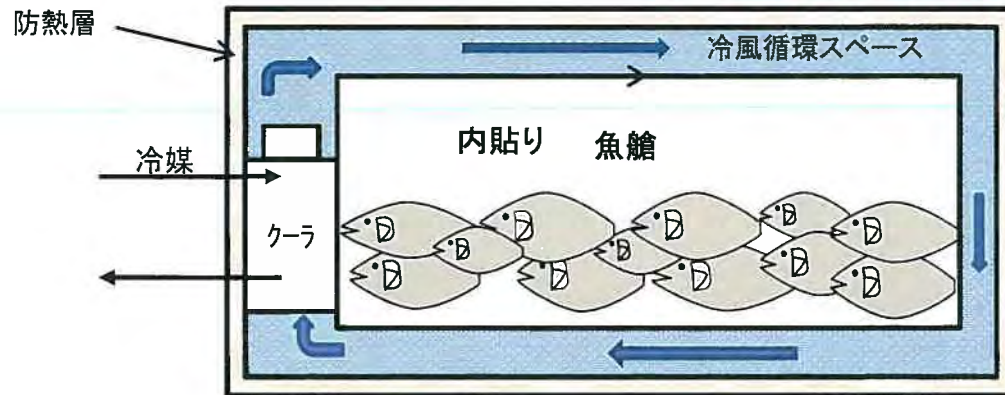 防熱層
冷風循環スペース
内貼り 魚艙
冷媒
クーラ